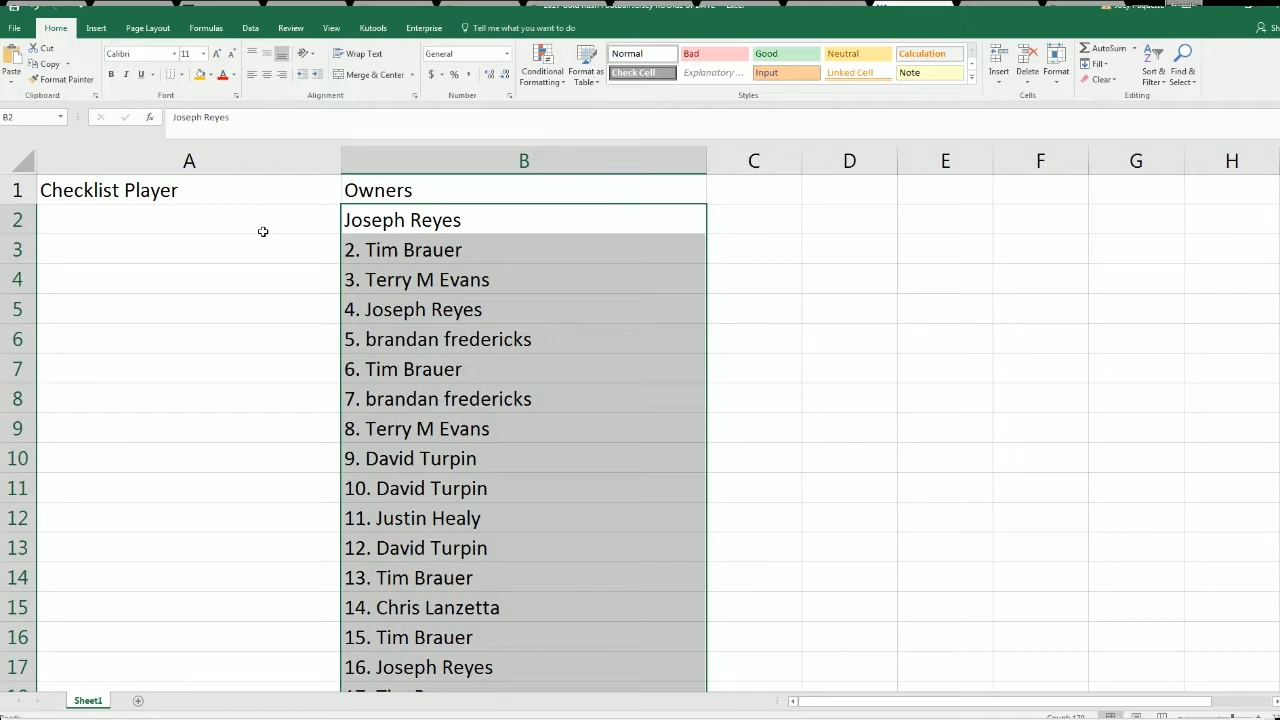 File Home Insert Page Layout Formulas Data Review View Kutools Enterprise Tell me what you want to do
Cut
Copy
Format Painter
Paste
Clipboard
Calibri 11
B I U
Font
Wrap Text
Merge & Center
Alignment
General
$ % ,
Number
Conditional Formatting
Format as Table
Normal Bad Good Neutral Calculation
Check Cell Explanatory ... Input Linked Cell Note
Styles
Insert Delete Format
Cells
AutoSum
Fill
Clear
Sort & Filter
Find & Select
Editing
B2 fx Joseph Reyes
A B C D E F G H
1 Checklist Player Owners
2 Joseph Reyes
3 2. Tim Brauer
4 3. Terry M Evans
5 4. Joseph Reyes
6 5. brandan fredericks
7 6. Tim Brauer
8 7. brandan fredericks
9 8. Terry M Evans
10 9. David Turpin
11 10. David Turpin
12 11. Justin Healy
13 12. David Turpin
14 13. Tim Brauer
15 14. Chris Lanzetta
16 15. Tim Brauer
17 16. Joseph Reyes
Sheet1